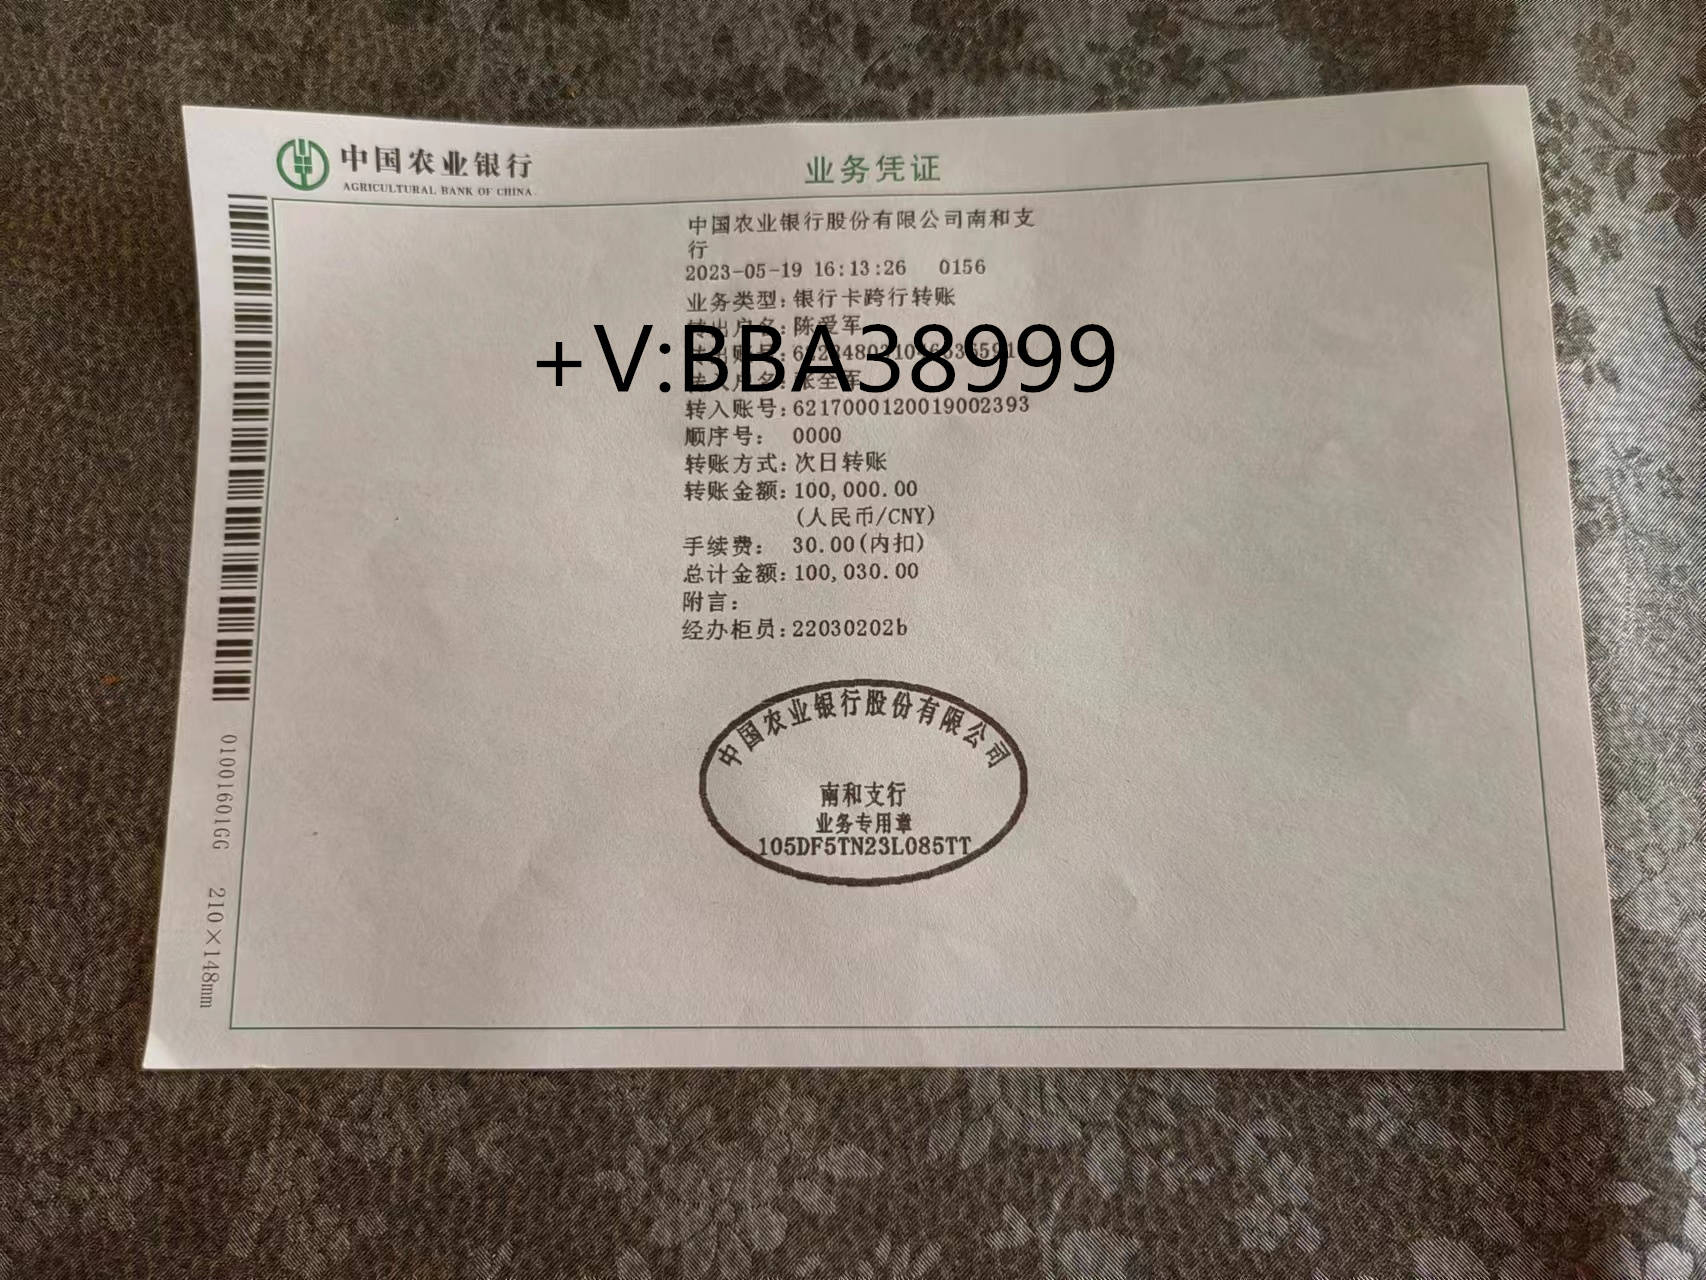 中国农业银行
AGRICULTURAL BANK OF CHINA
业务凭证
中国农业银行股份有限公司南和支
行
2023-05-19 16:13:26 0156
业务类型:银行卡跨行转账
转出户名:陈爱军
+V:BBA38999
转入账号:6217000120019002393
顺序号: 0000
转账方式:次日转账
转账金额:100,000.00
(人民币/CNY)
手续费: 30.00(内扣)
总计金额:100,030.00
附言:
经办柜员:22030202b
中国农业银行股份有限公司
南和支行
业务专用章
105DF5TN23L085TT
01001601GG 210×148mm